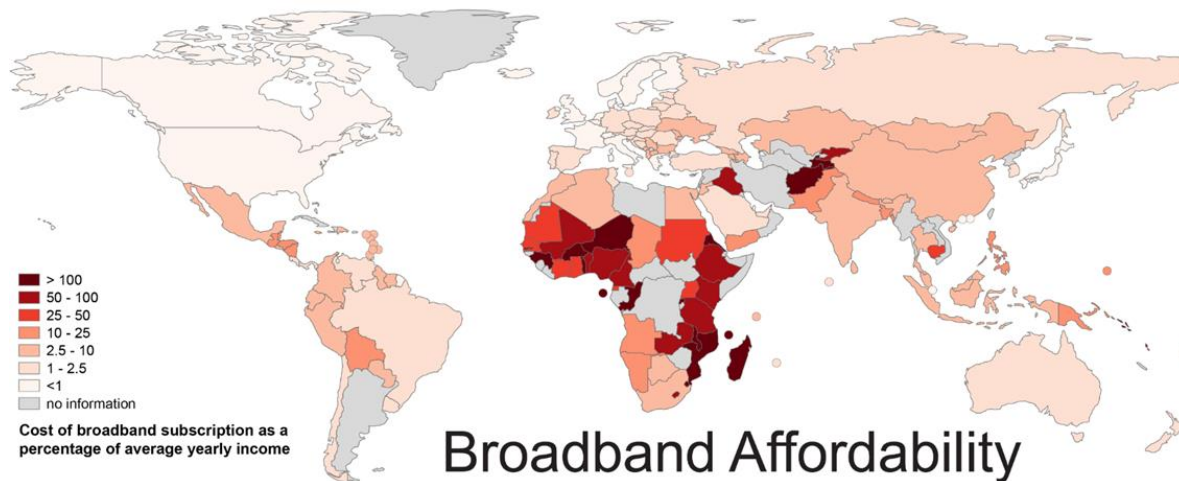 > 100
50 - 100
25 - 50
10 - 25
2.5 - 10
1 - 2.5
<1
no information
Cost of broadband subscription as a
percentage of average yearly income
Broadband Affordability